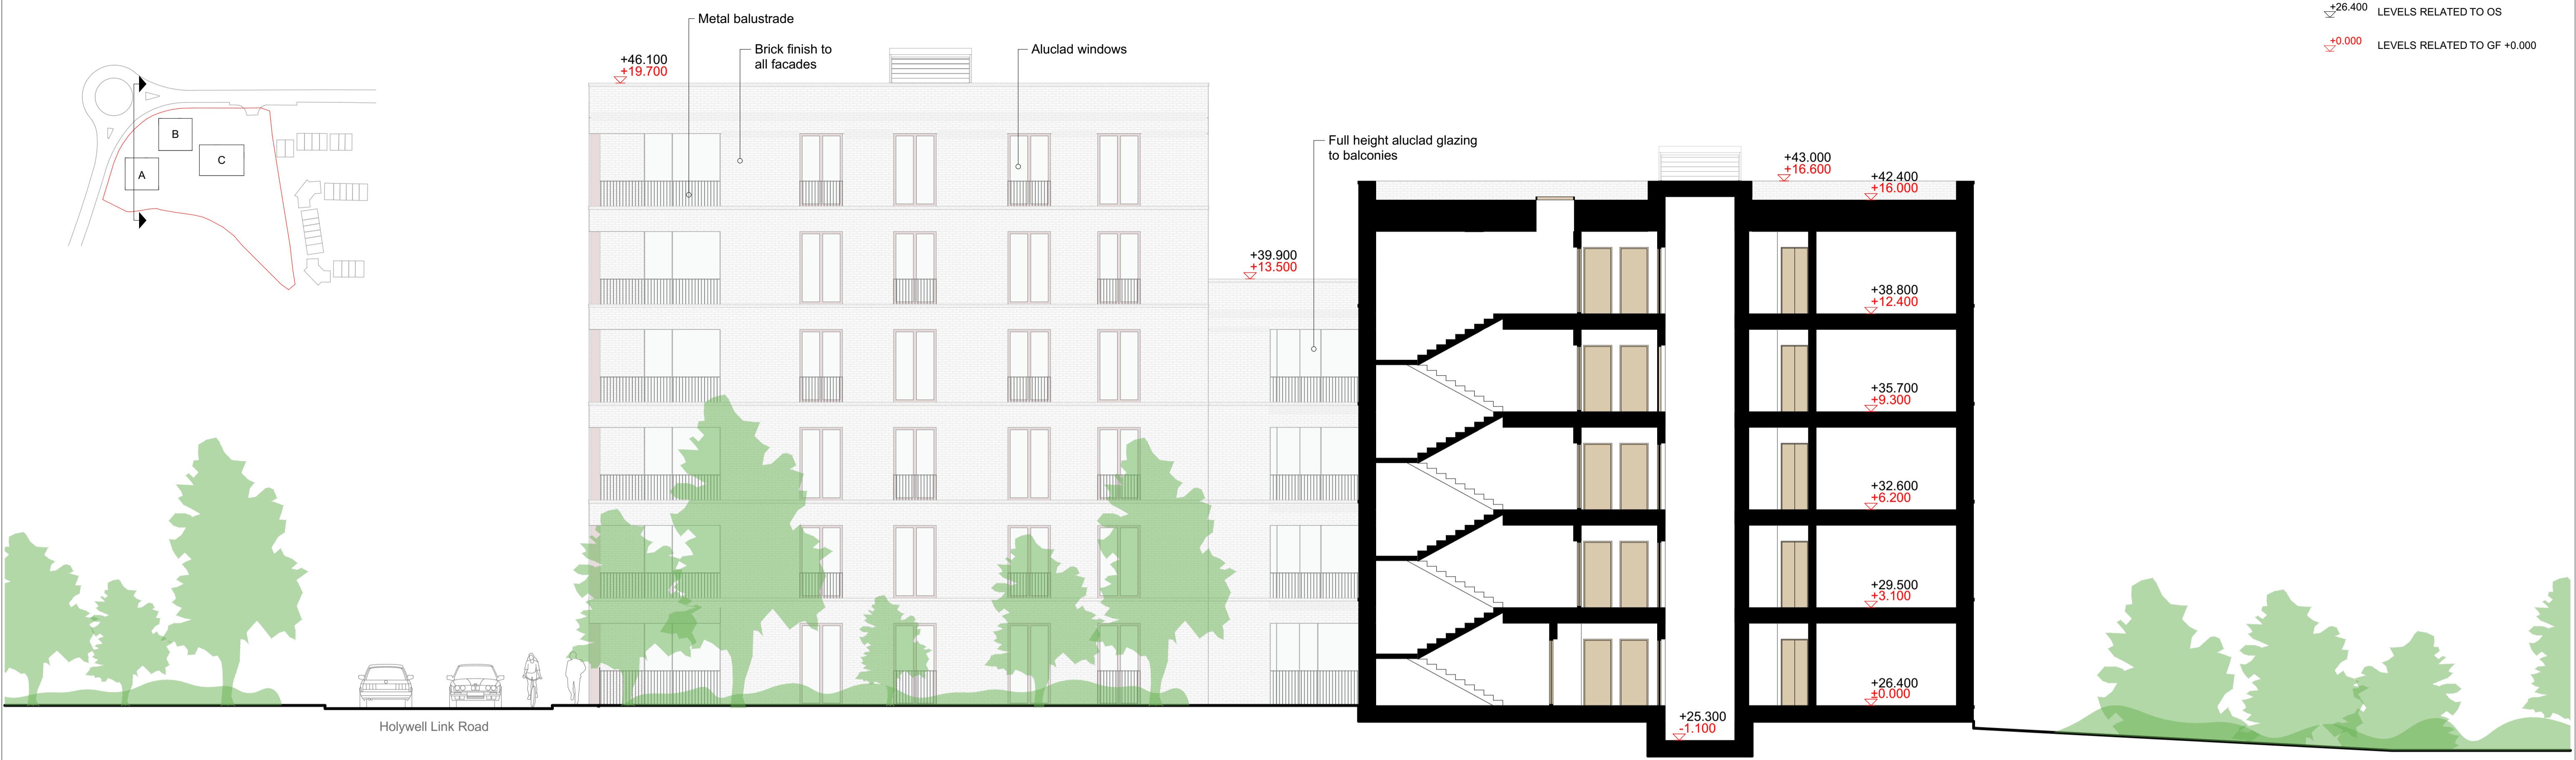 +26.400 LEVELS RELATED TO OS
+0.000 LEVELS RELATED TO GF +0.000
Metal balustrade
Brick finish to
all facades
Aluclad windows
+46.100
+19.700
B
C
A
Full height aluclad glazing
to balconies
+43.000
+16.600
+42.400
+16.000
+39.900
+13.500
+38.800
+12.400
+35.700
+9.300
+32.600
+6.200
+29.500
+3.100
+26.400
±0.000
+25.300
-1.100
Holywell Link Road